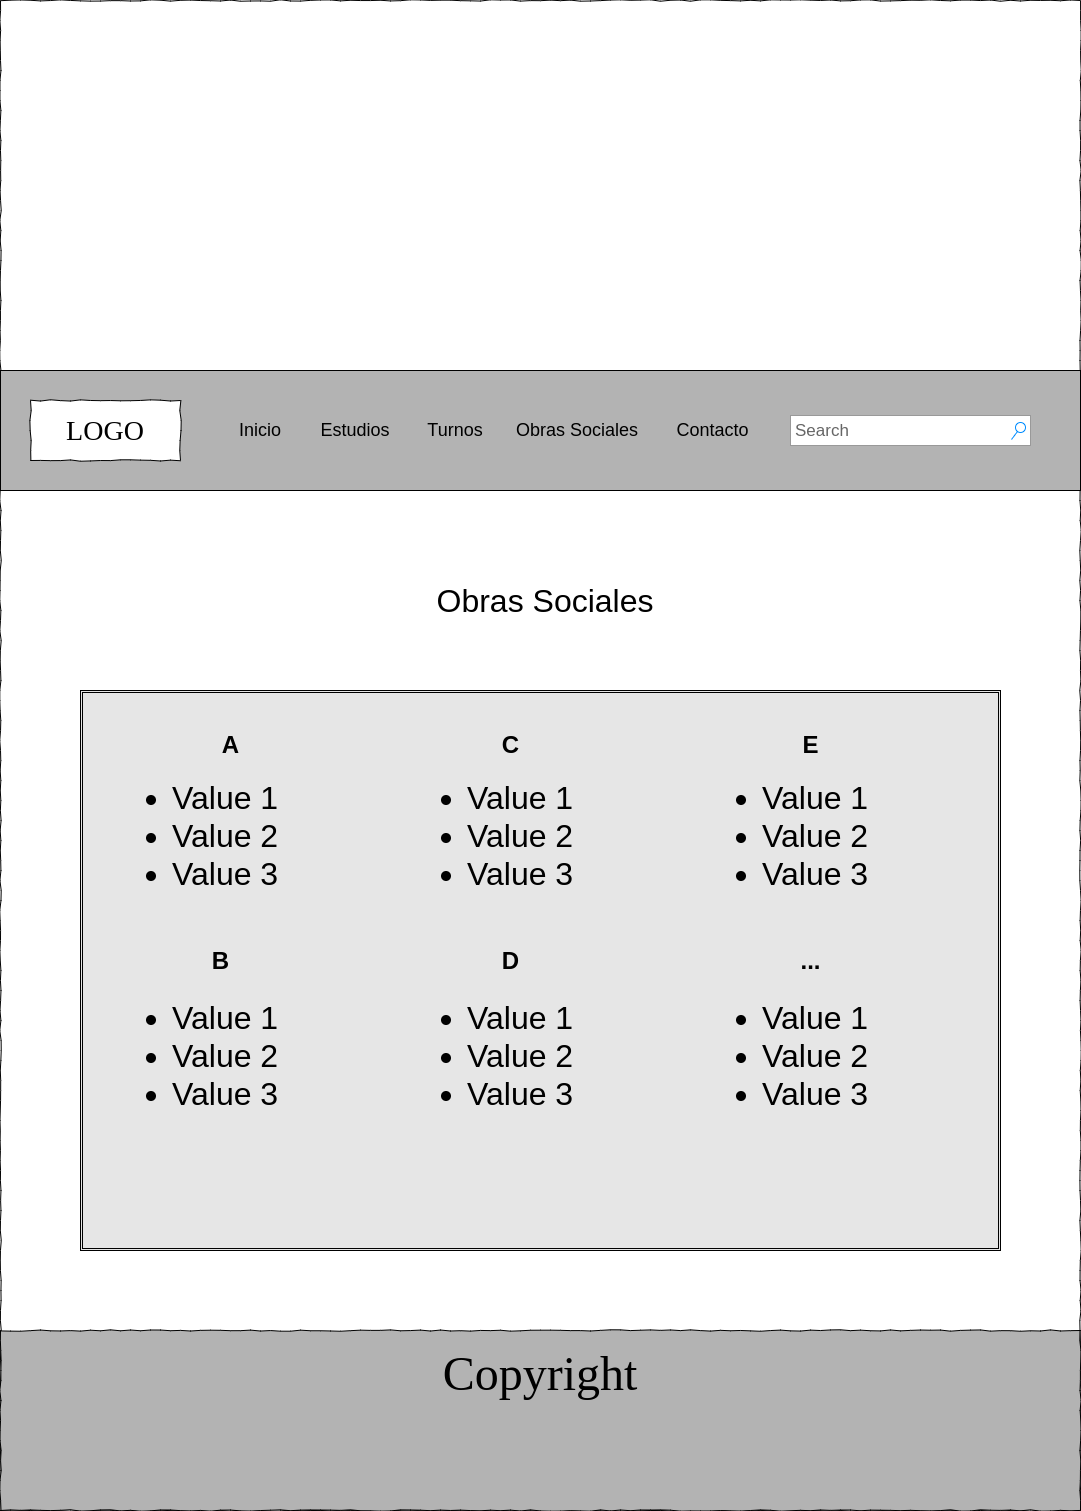 LOGO
Inicio Estudios Turnos Obras Sociales Contacto Search
Obras Sociales
A
Value 1
Value 2
Value 3
C
Value 1
Value 2
Value 3
E
Value 1
Value 2
Value 3
B
Value 1
Value 2
Value 3
D
Value 1
Value 2
Value 3
...
Value 1
Value 2
Value 3
Copyright